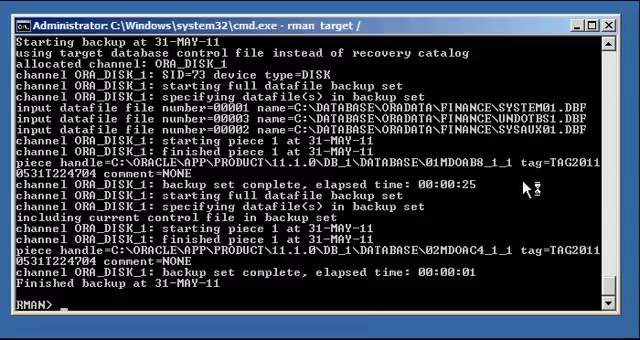 Administrator: C:\Windows\system32\cmd.exe - rman target /
Starting backup at 31-MAY-11
using target database control file instead of recovery catalog
allocated channel: ORA_DISK_1
channel ORA_DISK_1: SID=73 device type=DISK
channel ORA_DISK_1: starting full datafile backup set
channel ORA_DISK_1: specifying datafile(s) in backup set
input datafile file number=00001 name=C:\DATABASE\ORADATA\FINANCE\SYSTEM01.DBF
input datafile file number=00003 name=C:\DATABASE\ORADATA\FINANCE\UNDOTBS1.DBF
input datafile file number=00002 name=C:\DATABASE\ORADATA\FINANCE\SYSAUX01.DBF
channel ORA_DISK_1: starting piece 1 at 31-MAY-11
channel ORA_DISK_1: finished piece 1 at 31-MAY-11
piece handle=C:\ORACLE\APP\PRODUCT\11.1.0\DB_1\DATABASE\01MDOAB8_1_1 tag=TAG2011
0531T224704 comment=NONE
channel ORA_DISK_1: backup set complete, elapsed time: 00:00:25
channel ORA_DISK_1: starting full datafile backup set
channel ORA_DISK_1: specifying datafile(s) in backup set
including current control file in backup set
channel ORA_DISK_1: starting piece 1 at 31-MAY-11
channel ORA_DISK_1: finished piece 1 at 31-MAY-11
piece handle=C:\ORACLE\APP\PRODUCT\11.1.0\DB_1\DATABASE\02MDOAC4_1_1 tag=TAG2011
0531T224704 comment=NONE
channel ORA_DISK_1: backup set complete, elapsed time: 00:00:01
Finished backup at 31-MAY-11
RMAN> _